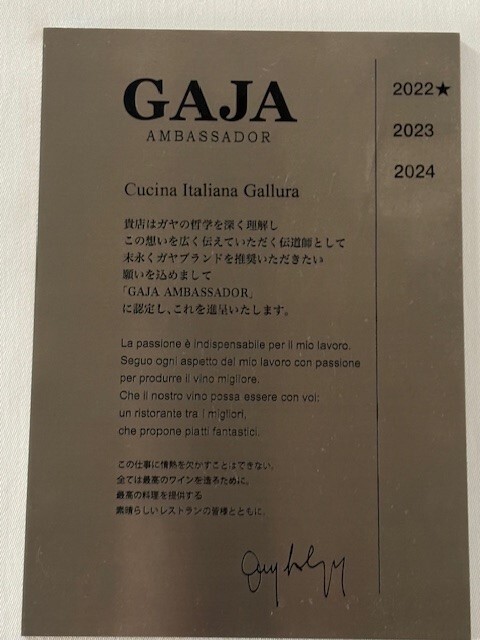 GAJA
AMBASSADOR
Cucina Italiana Gallura
貴店はガヤの哲学を深く理解し
この想いを広く伝えていただく伝道師として
末永くガヤブランドを推奨いただきたい
願いを込めまして
「GAJA AMBASSADOR」
に認定し、これを進呈いたします。
La passione è indispensabile per il mio lavoro.
Seguo ogni aspetto del mio lavoro con passione
per produrre il vino migliore.
Che il nostro vino possa essere con voi:
un ristorante tra i migliori,
che propone piatti fantastici.
この仕事に情熱を欠かすことはできない。
全ては最高のワインを造るために。
最高の料理を提供する
素晴らしいレストランの皆様とともに。
2022★
2023
2024